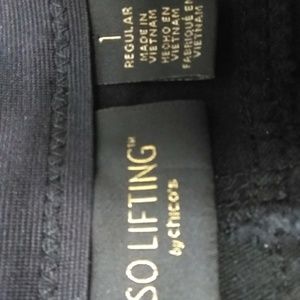 1
REGULAR
MADE IN
VIETNAM
HECHO EN
VIETNAM
FABRIQUÉ EN
VIETNAM
SO LIFTING™
by chico's